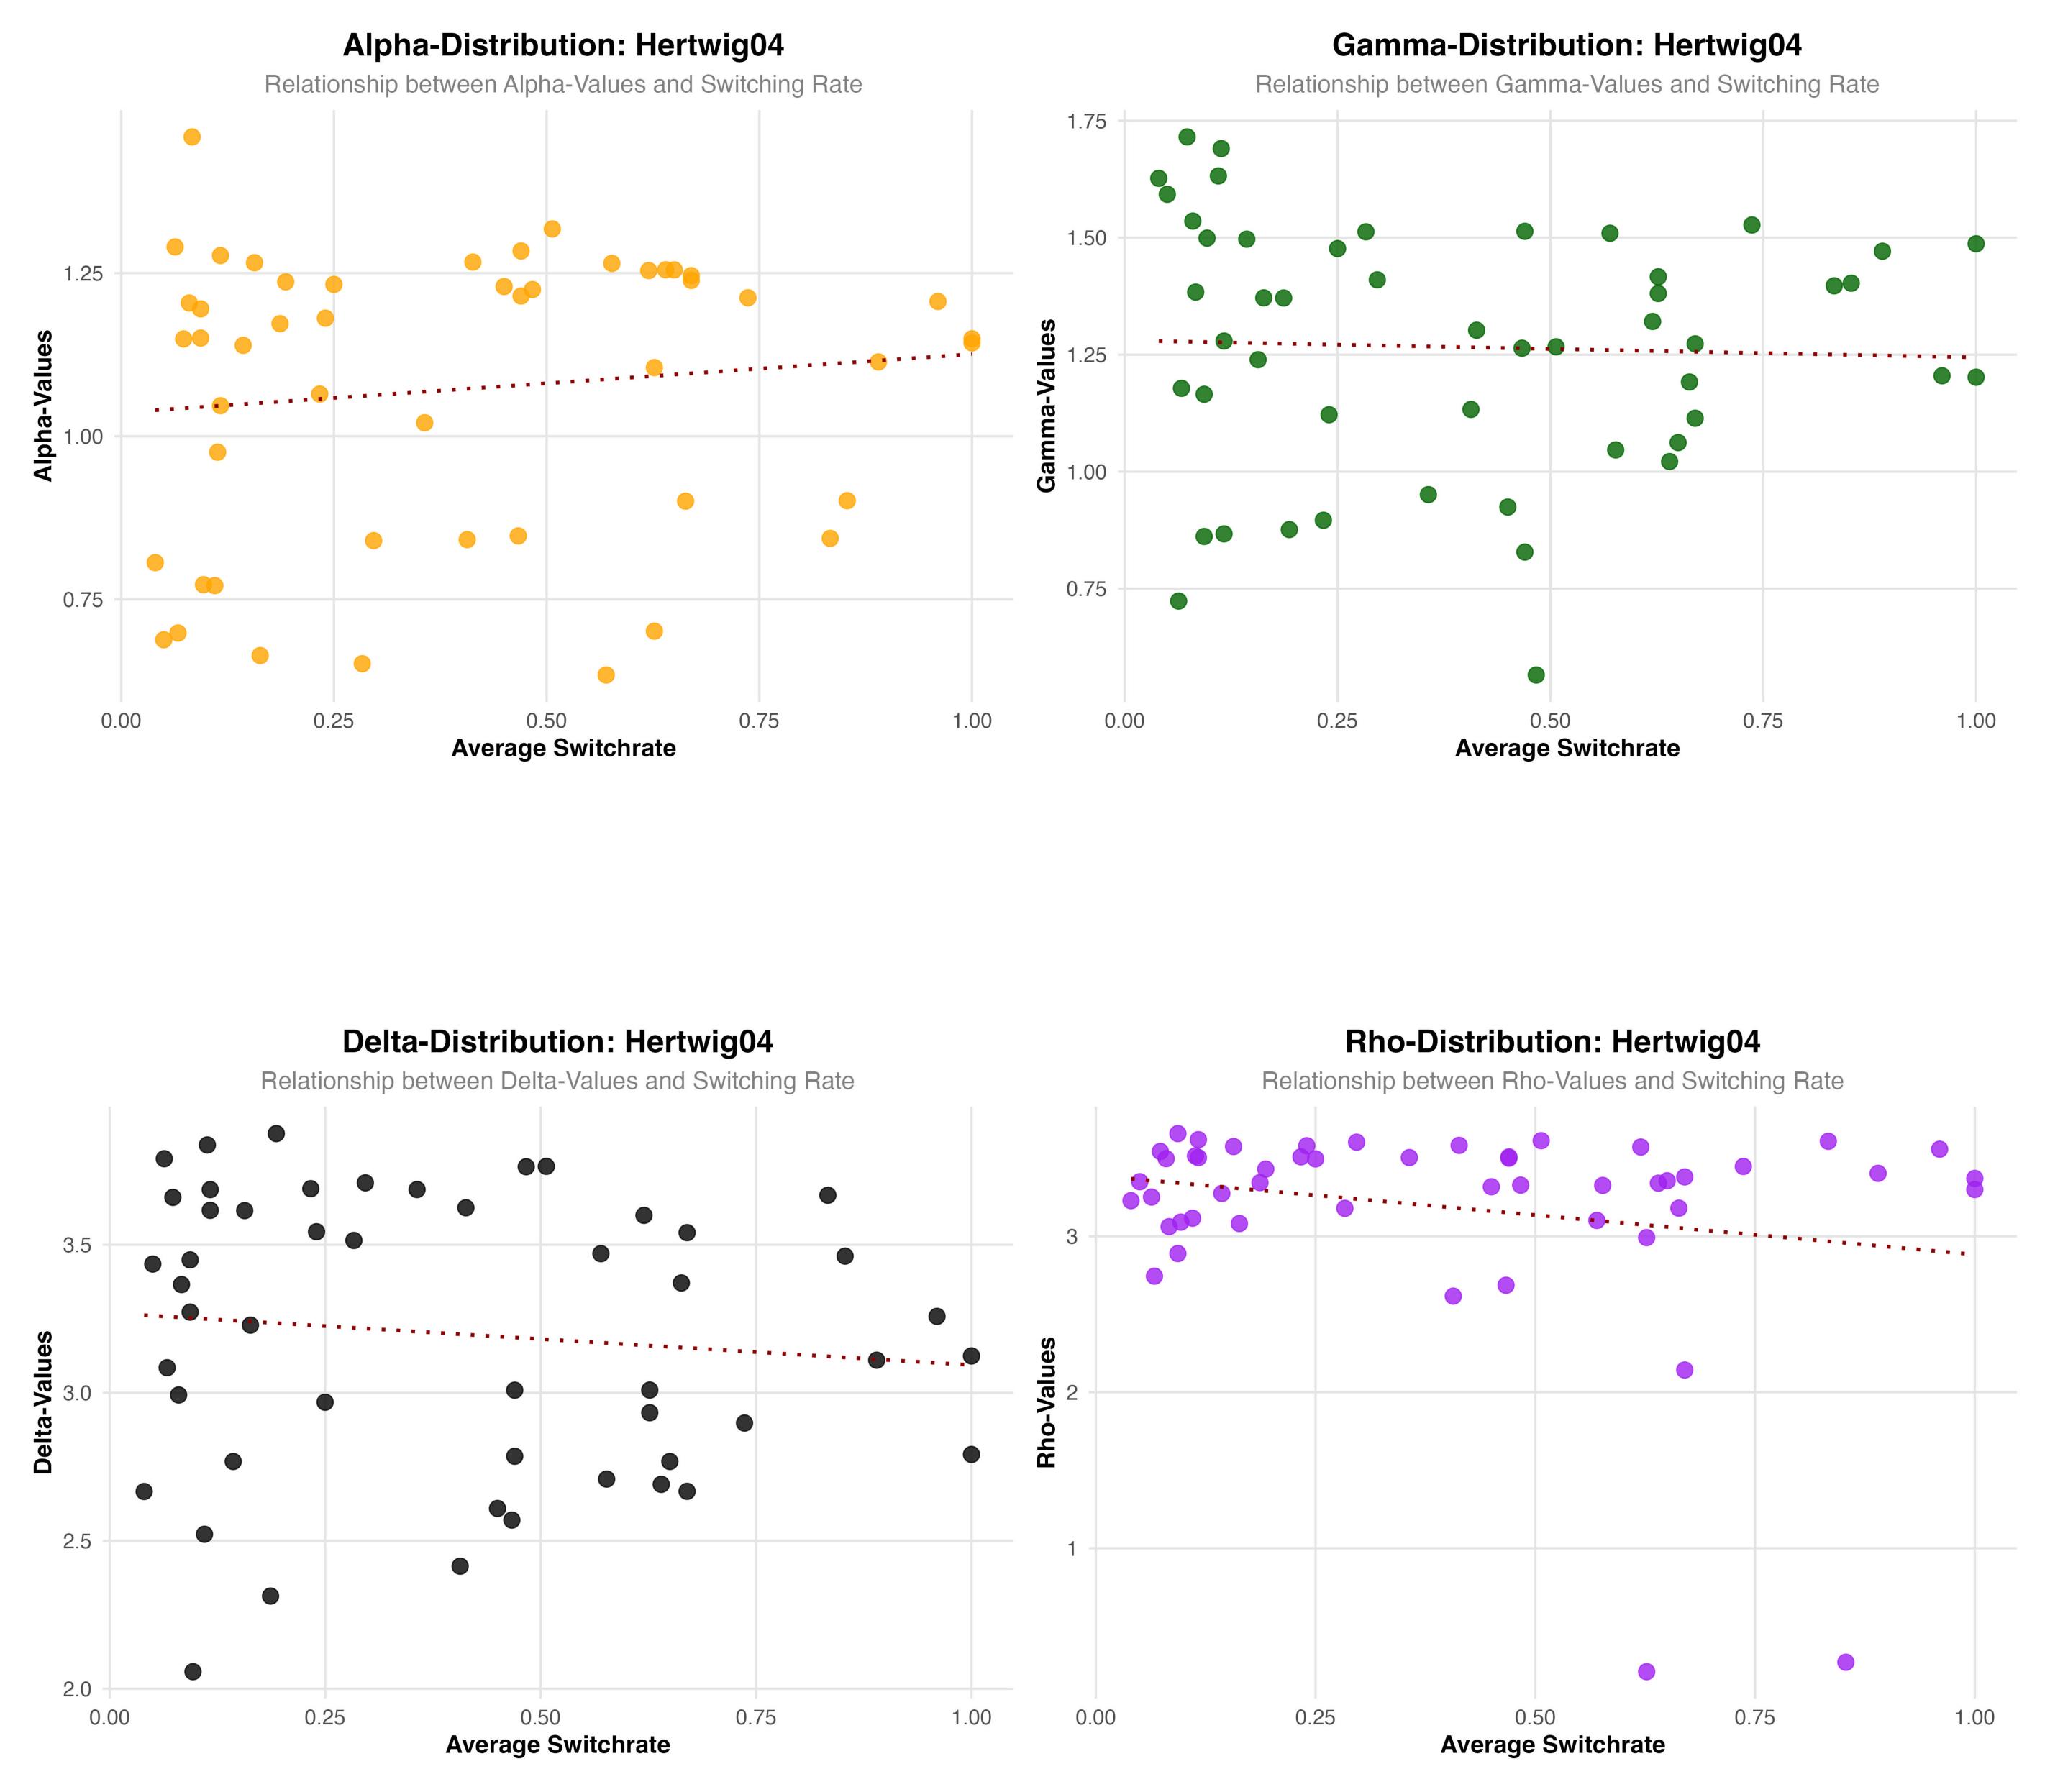 Alpha-Distribution: Hertwig04
Relationship between Alpha-Values and Switching Rate
Alpha-Values
1.25
1.00
0.75
0.00 0.25 0.50 0.75 1.00
Average Switchrate
Gamma-Distribution: Hertwig04
Relationship between Gamma-Values and Switching Rate
Gamma-Values
1.75
1.50
1.25
1.00
0.75
0.00 0.25 0.50 0.75 1.00
Average Switchrate
Delta-Distribution: Hertwig04
Relationship between Delta-Values and Switching Rate
Delta-Values
3.5
3.0
2.5
2.0
0.00 0.25 0.50 0.75 1.00
Average Switchrate
Rho-Distribution: Hertwig04
Relationship between Rho-Values and Switching Rate
Rho-Values
3
2
1
0.00 0.25 0.50 0.75 1.00
Average Switchrate